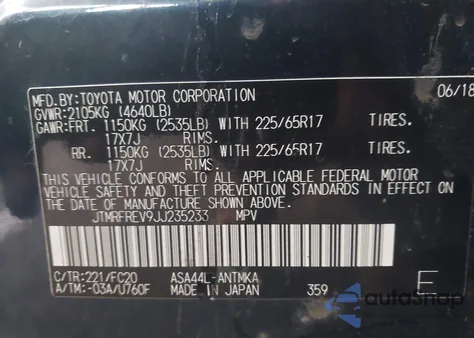 MFD.BY:TOYOTA MOTOR CORPORATION 06/18
GVWR:2105KG (4640LB)
GAWR:FRT. 1150KG (2535LB) WITH 225/65R17 TIRES.
17X7J RIMS.
RR. 1150KG (2535LB) WITH 225/65R17 TIRES.
17X7J RIMS.
THIS VEHICLE CONFORMS TO ALL APPLICABLE FEDERAL MOTOR
VEHICLE SAFETY AND THEFT PREVENTION STANDARDS IN EFFECT
ON THE DATE OF MANUFACTURE SHOWN ABOVE.
JTMRFREV9JJ235233 MPV
C/TR:221/FC20 ASA44L-ANTMKA
A/TM:-03A/U760F MADE IN JAPAN 359 E
autoSnap